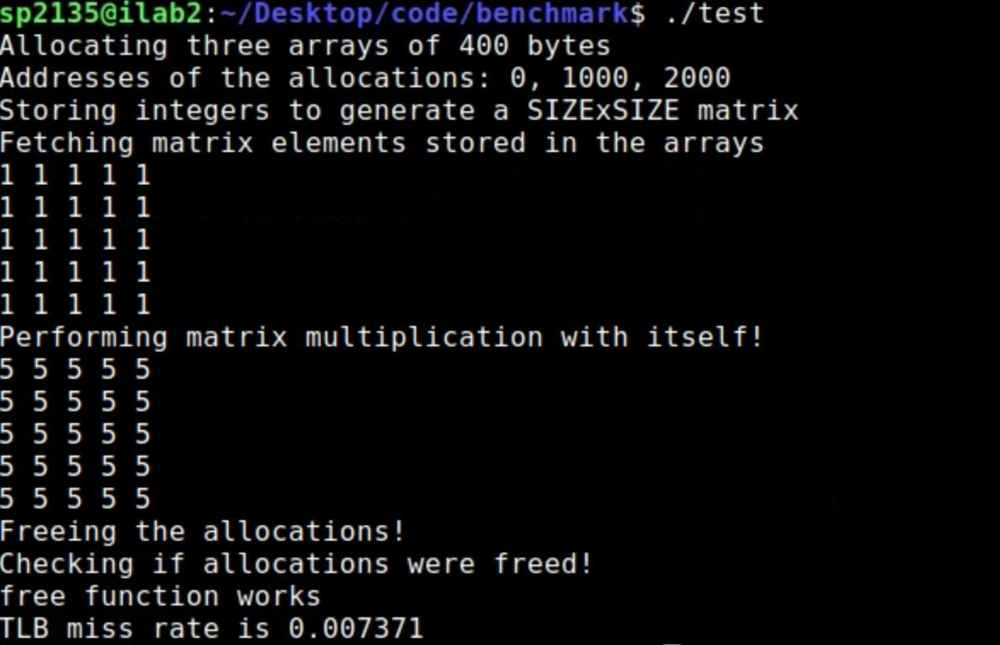 sp2135@ilab2:~/Desktop/code/benchmark$ ./test
Allocating three arrays of 400 bytes
Addresses of the allocations: 0, 1000, 2000
Storing integers to generate a SIZExSIZE matrix
Fetching matrix elements stored in the arrays
1 1 1 1 1
1 1 1 1 1
1 1 1 1 1
1 1 1 1 1
1 1 1 1 1
Performing matrix multiplication with itself!
5 5 5 5 5
5 5 5 5 5
5 5 5 5 5
5 5 5 5 5
5 5 5 5 5
Freeing the allocations!
Checking if allocations were freed!
free function works
TLB miss rate is 0.007371